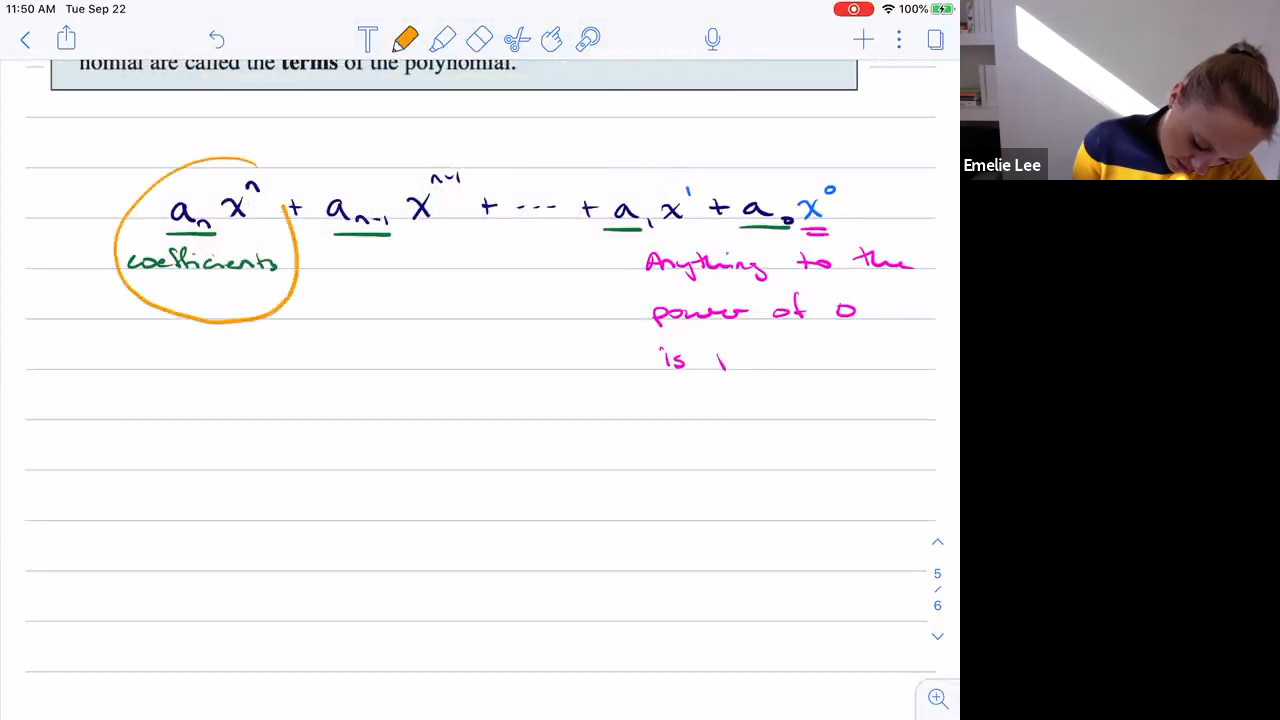 11:50 AM Tue Sep 22
100%
nomial are called the terms of the polynomial.
aₙxⁿ + aₙ₋₁xⁿ⁻¹ + ··· + a₁x¹ + a₀x⁰
coefficients
Anything to the
power of 0
is 1
Emelie Lee
5
/
6